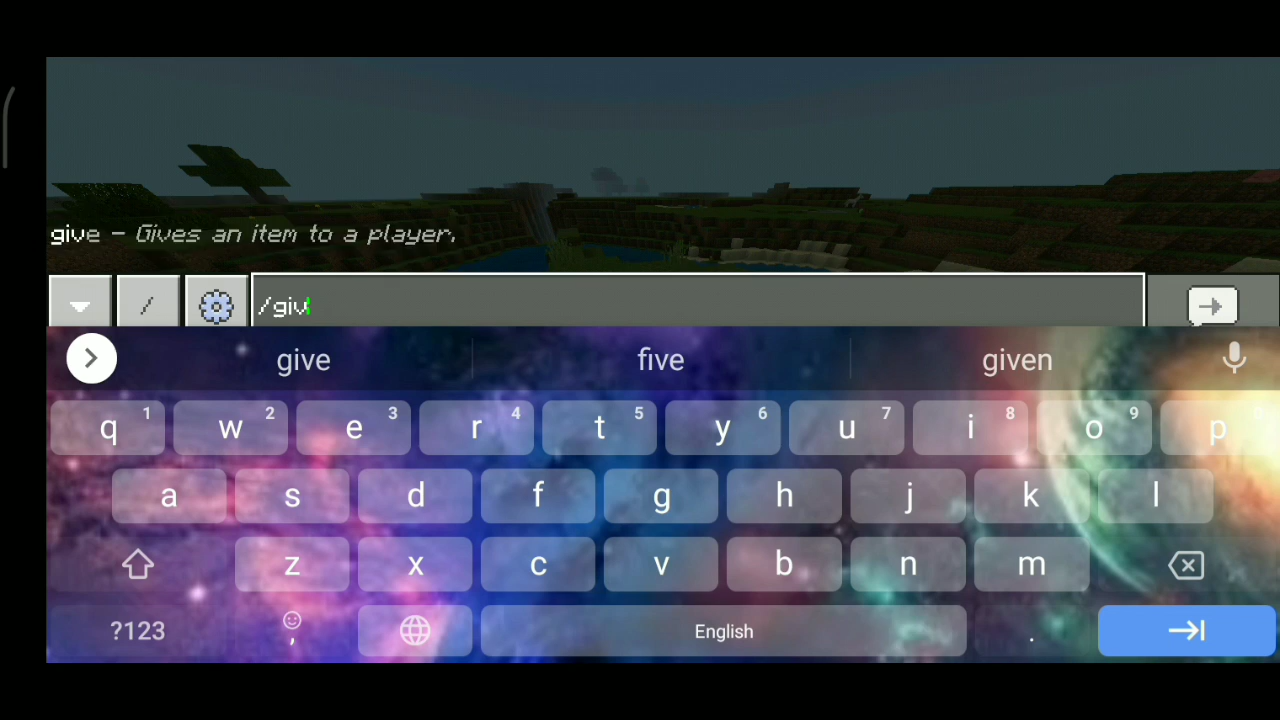 give - Gives an item to a player.
/ /giv
give five given
q 1 w 2 e 3 r 4 t 5 y 6 u 7 i 8 o 9 p
a s d f g h j k l
z x c v b n m
?123 , English .